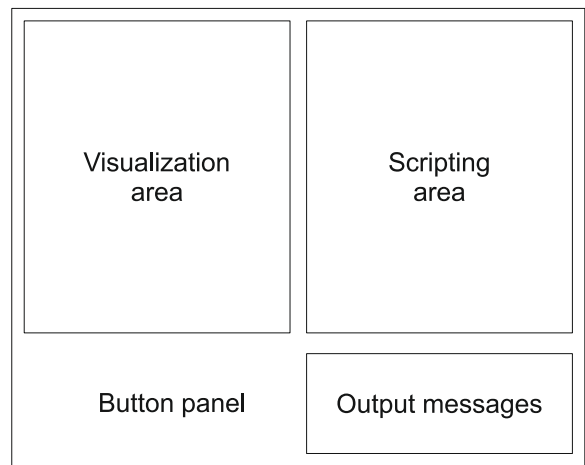 Visualization
area
Scripting
area
Button panel
Output messages